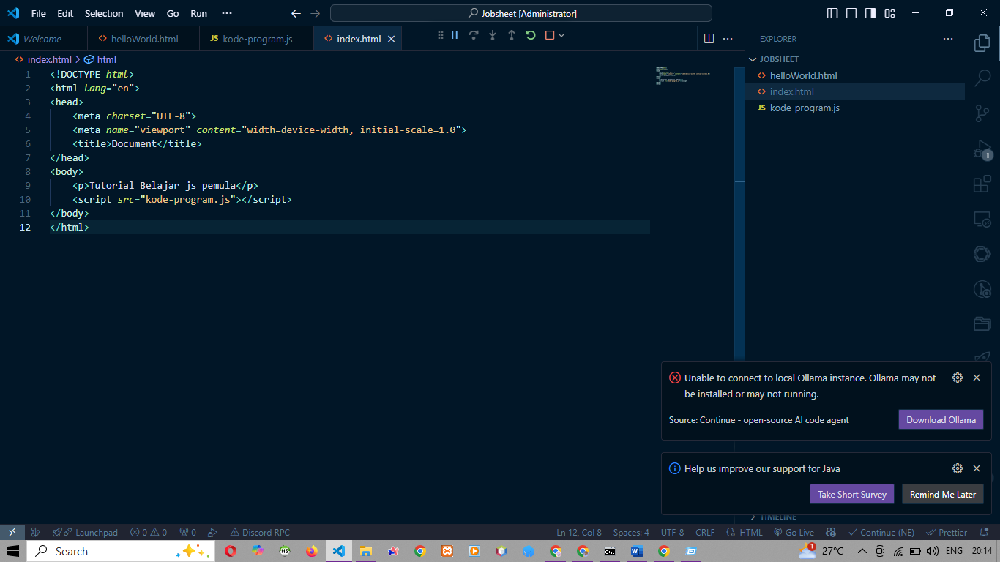 File Edit Selection View Go Run ··· Jobsheet [Administrator]
Welcome helloWorld.html JS kode-program.js index.html
index.html > html
1 <!DOCTYPE html>
2 <html lang="en">
3 <head>
4 <meta charset="UTF-8">
5 <meta name="viewport" content="width=device-width, initial-scale=1.0">
6 <title>Document</title>
7 </head>
8 <body>
9 <p>Tutorial Belajar js pemula</p>
10 <script src="kode-program.js"></script>
11 </body>
12 </html>
EXPLORER ···
JOBSHEET
helloWorld.html
index.html
JS kode-program.js
1
Unable to connect to local Ollama instance. Ollama may not
be installed or may not running.
Source: Continue - open-source AI code agent Download Ollama
Help us improve our support for Java
Take Short Survey Remind Me Later
TIMELINE
Launchpad 0 0 0 Discord RPC Ln 12, Col 8 Spaces: 4 UTF-8 CRLF {} HTML Go Live Continue (NE) Prettier
Search HS 1 27°C ENG 20:14